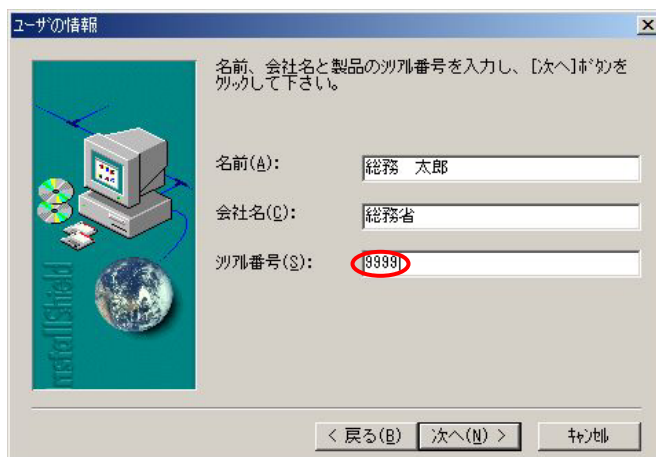 ユーザの情報
名前、会社名と製品のｼﾘｱﾙ番号を入力し、[次へ]ﾎﾞﾀﾝを
ｸﾘｯｸして下さい。
名前(A):
総務　太郎
会社名(C):
総務省
ｼﾘｱﾙ番号(S):
9999
InstallShield
< 戻る(B)
次へ(N) >
ｷｬﾝｾﾙ